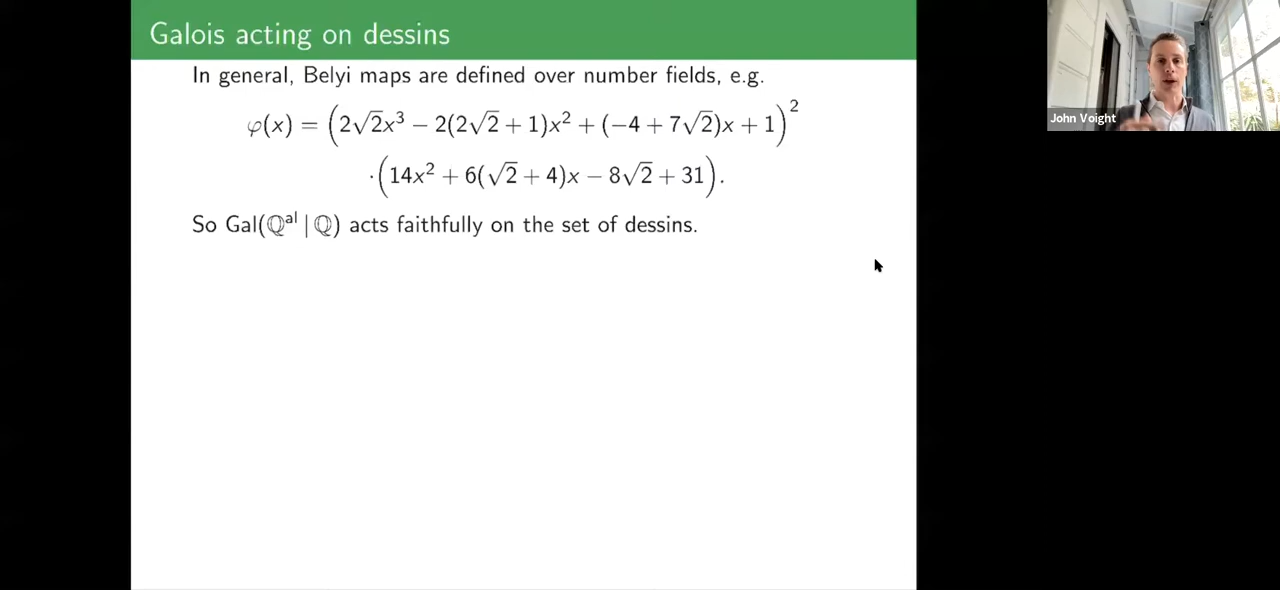 Galois acting on dessins
In general, Belyi maps are defined over number fields, e.g.
φ(x) = (2√2x³ − 2(2√2 + 1)x² + (−4 + 7√2)x + 1)²
·(14x² + 6(√2 + 4)x − 8√2 + 31).
So Gal(ℚᵃˡ | ℚ) acts faithfully on the set of dessins.
John Voight